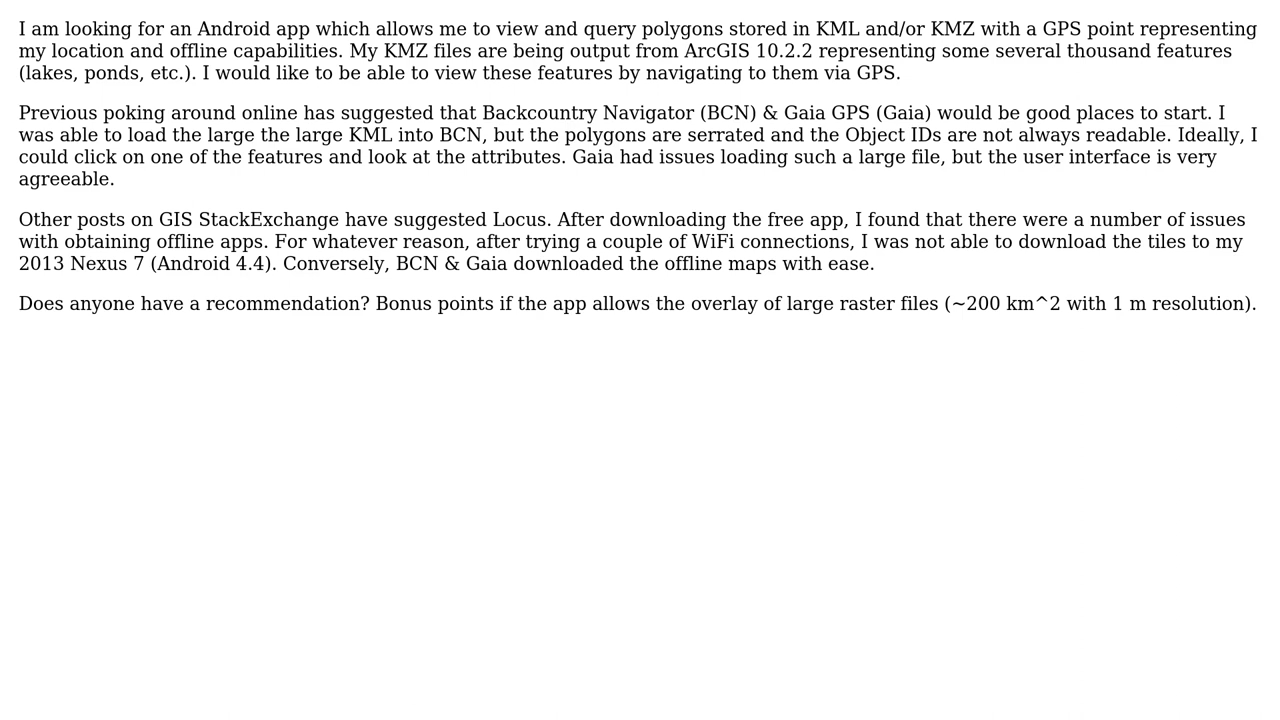 I am looking for an Android app which allows me to view and query polygons stored in KML and/or KMZ with a GPS point representing
my location and offline capabilities. My KMZ files are being output from ArcGIS 10.2.2 representing some several thousand features
(lakes, ponds, etc.). I would like to be able to view these features by navigating to them via GPS.
Previous poking around online has suggested that Backcountry Navigator (BCN) & Gaia GPS (Gaia) would be good places to start. I
was able to load the large the large KML into BCN, but the polygons are serrated and the Object IDs are not always readable. Ideally, I
could click on one of the features and look at the attributes. Gaia had issues loading such a large file, but the user interface is very
agreeable.
Other posts on GIS StackExchange have suggested Locus. After downloading the free app, I found that there were a number of issues
with obtaining offline apps. For whatever reason, after trying a couple of WiFi connections, I was not able to download the tiles to my
2013 Nexus 7 (Android 4.4). Conversely, BCN & Gaia downloaded the offline maps with ease.
Does anyone have a recommendation? Bonus points if the app allows the overlay of large raster files (~200 km^2 with 1 m resolution).